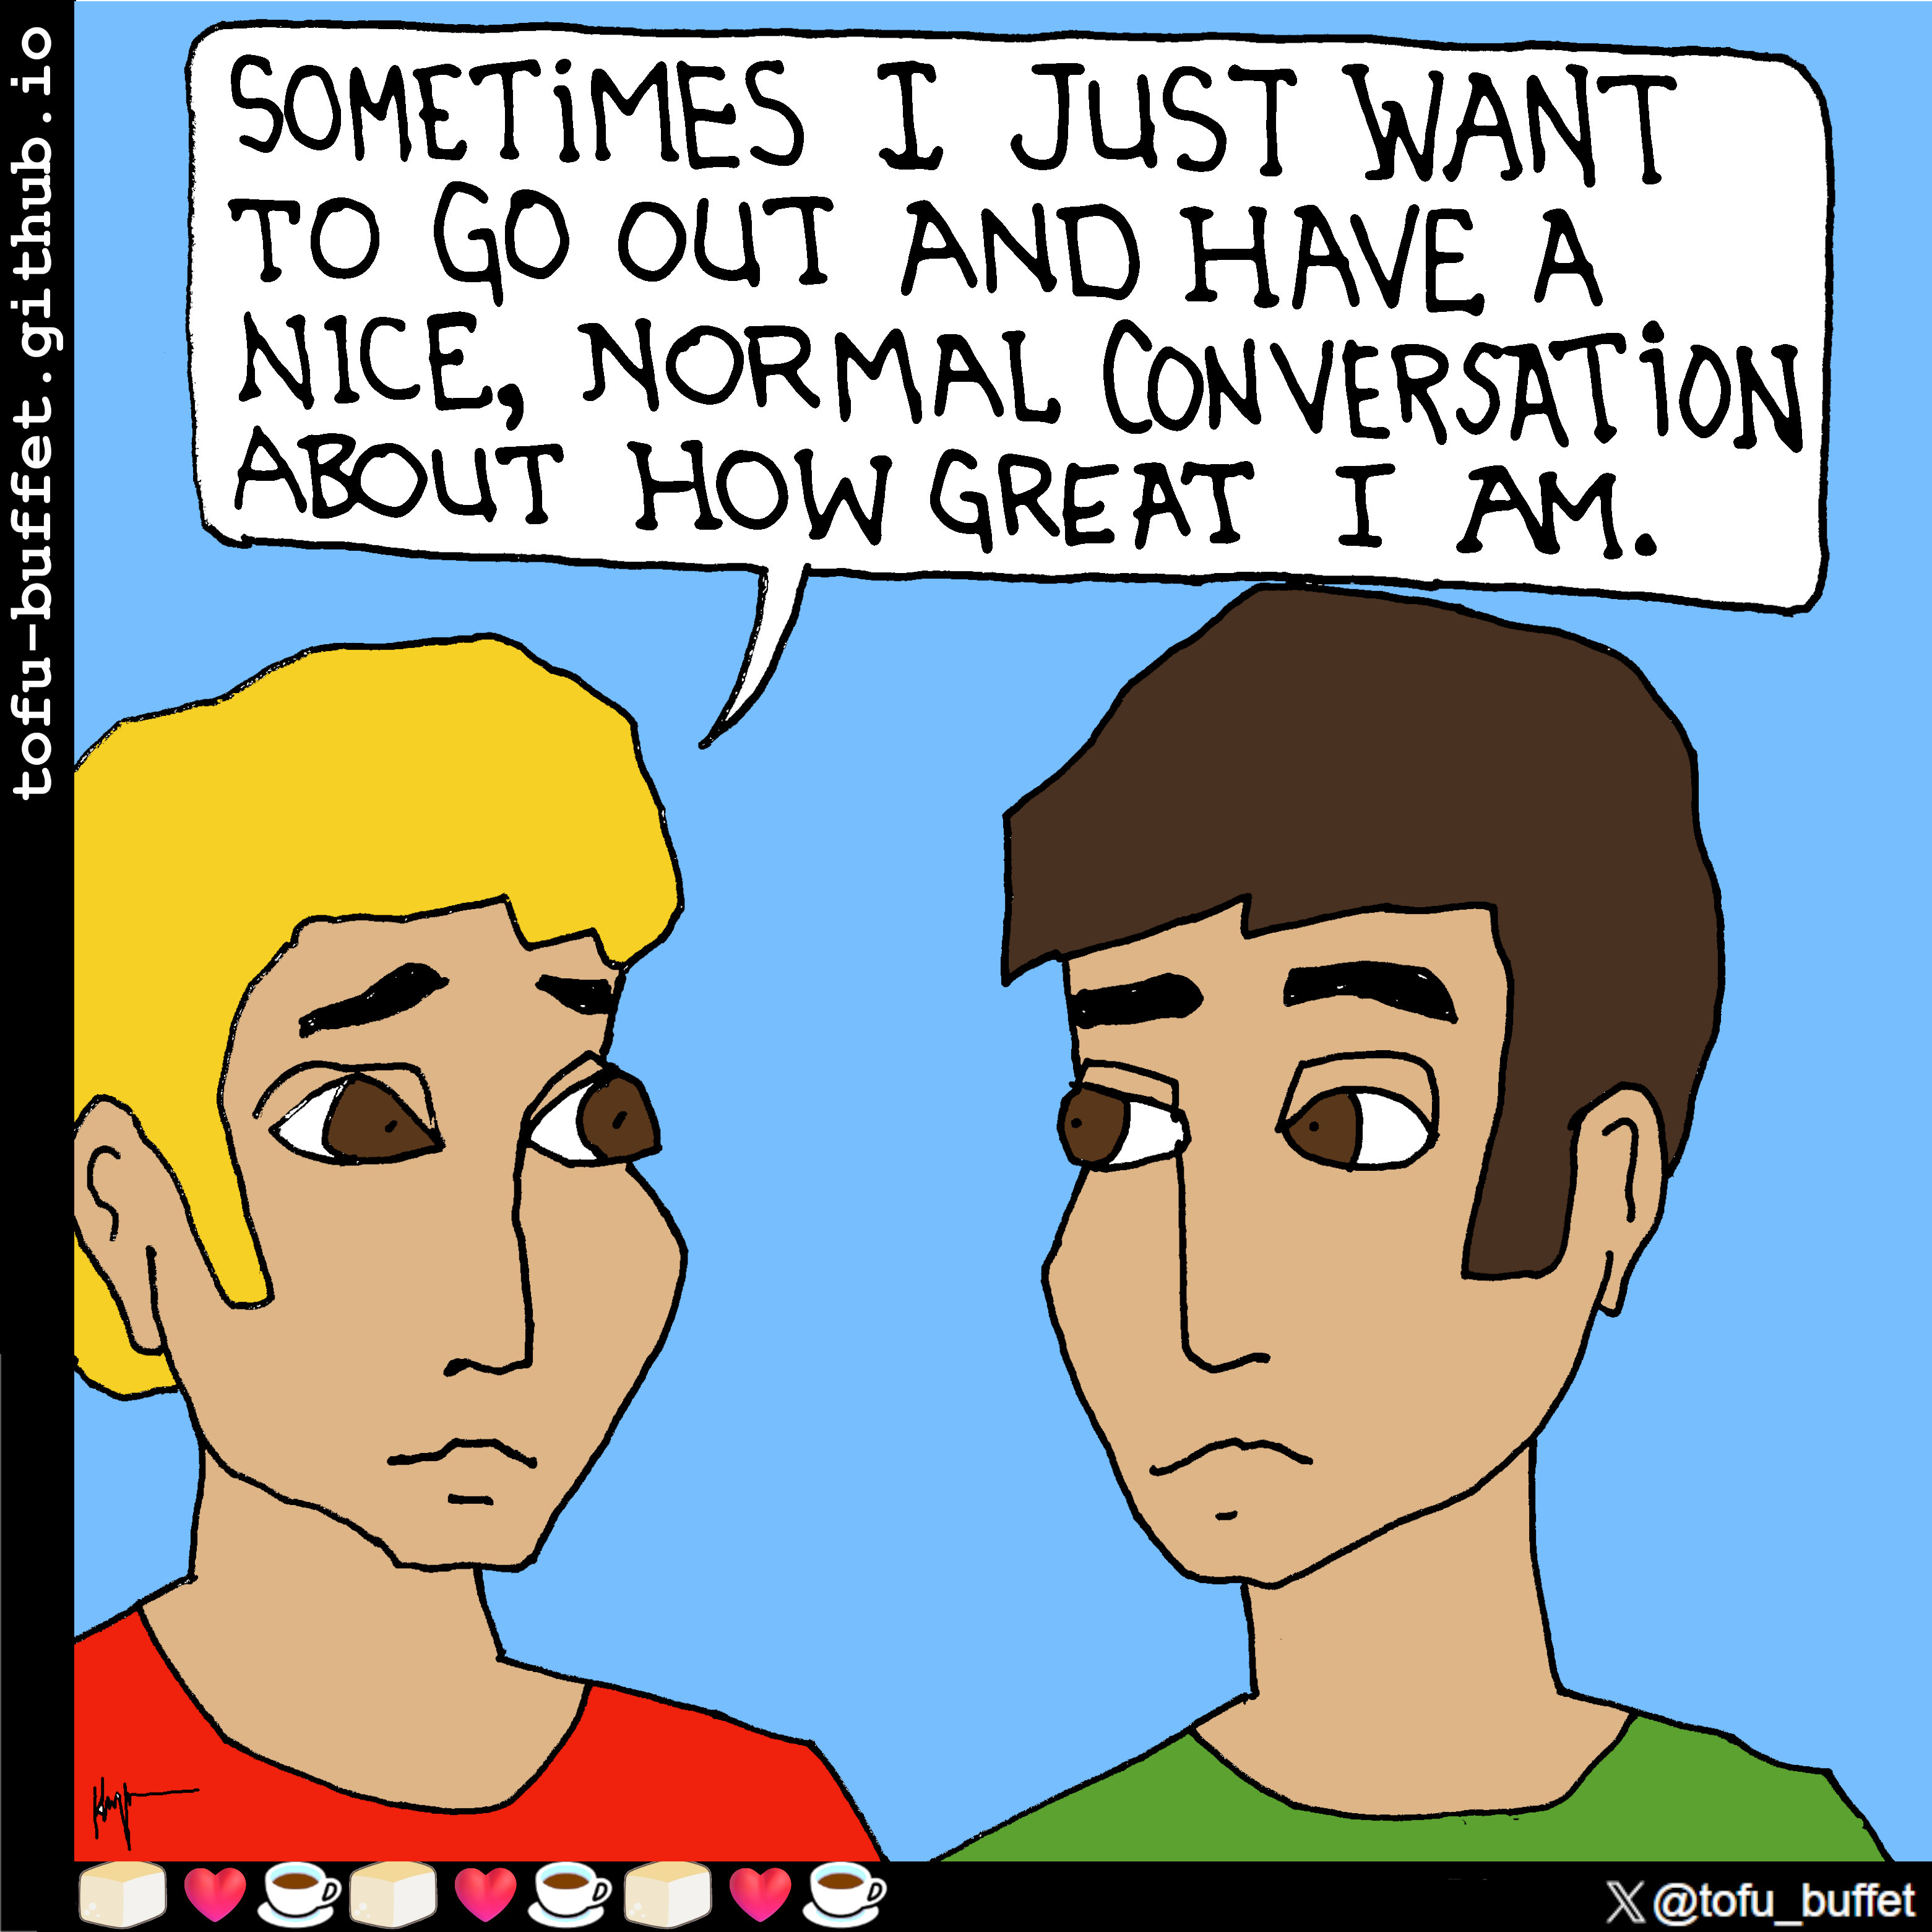 SOMETIMES I JUST WANT
TO GO OUT AND HAVE A
NICE, NORMAL CONVERSATION
ABOUT HOW GREAT I AM.
tofu-buffet.github.io
X @tofu_buffet